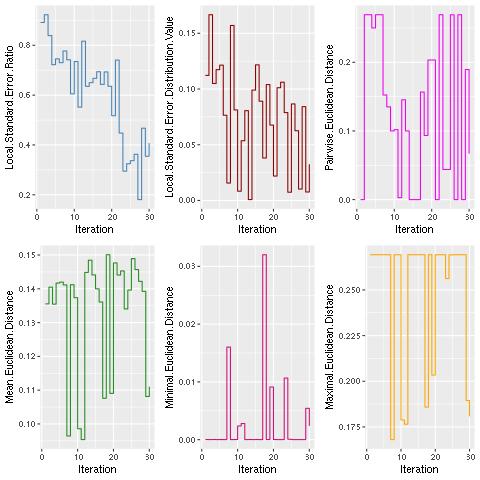 Local.Standard.Error.Ratio
0.8
0.6
0.4
0.2
0 10 20 30
Iteration
Local.Standard.Error.Distribution.Value
0.15
0.10
0.05
0.00
0 10 20 30
Iteration
Pairwise.Euclidean.Distance
0.2
0.1
0.0
0 10 20 30
Iteration
Mean.Euclidean.Distance
0.15
0.14
0.13
0.12
0.11
0.10
0 10 20 30
Iteration
Minimal.Euclidean.Distance
0.03
0.02
0.01
0.00
0 10 20 30
Iteration
Maximal.Euclidean.Distance
0.250
0.225
0.200
0.175
0 10 20 30
Iteration